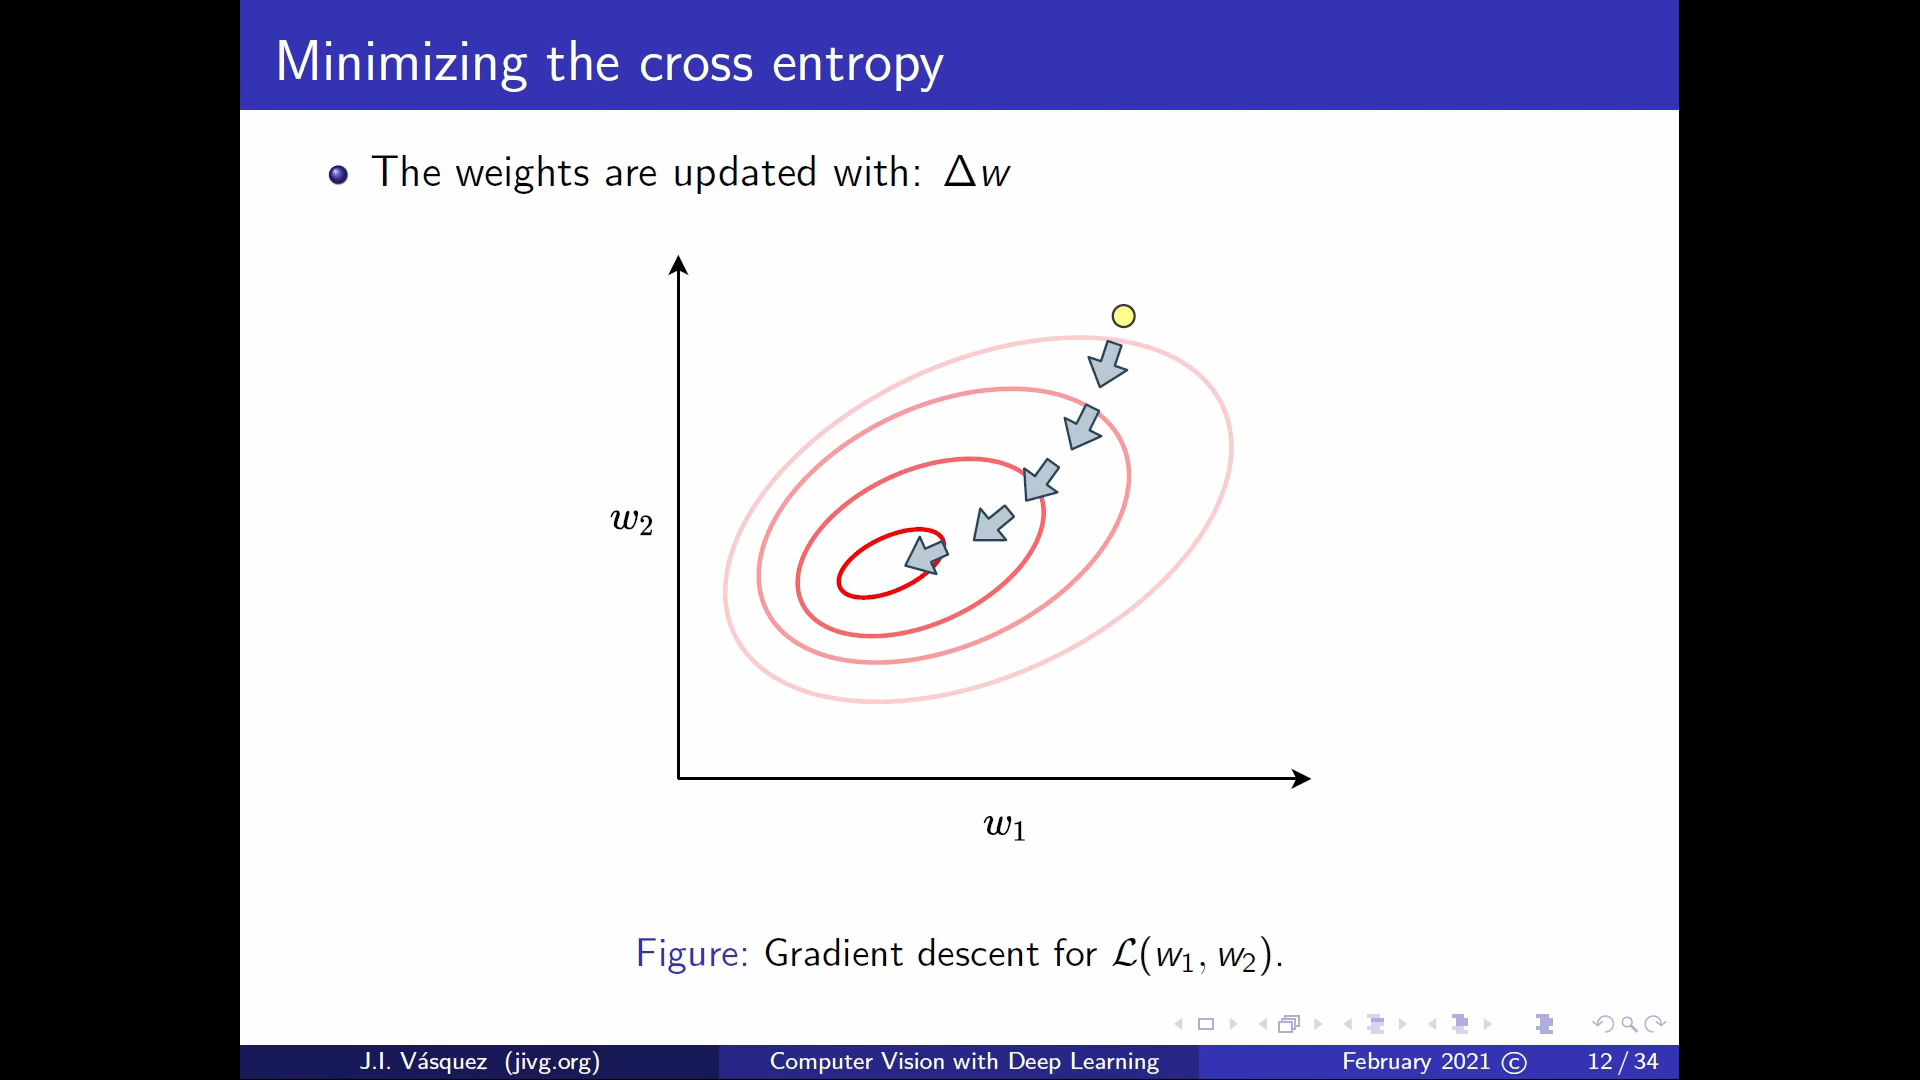 Minimizing the cross entropy
The weights are updated with: Δw
w₂
w₁
Figure: Gradient descent for ℒ(w₁, w₂).
J.I. Vásquez (jivg.org) Computer Vision with Deep Learning February 2021 © 12 / 34